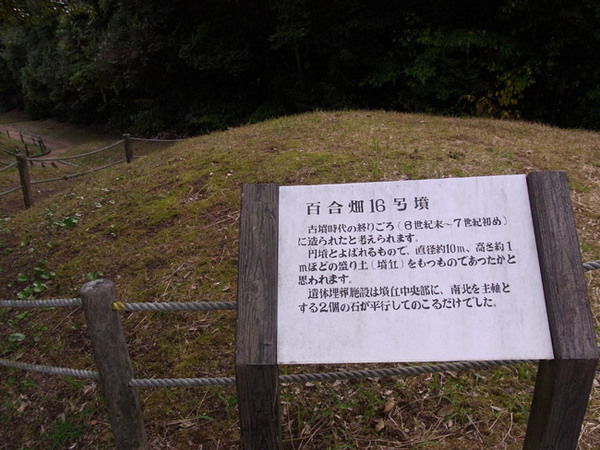 百合畑16号墳
古墳時代の終りごろ（6世紀末〜7世紀初め）
に造られたと考えられます。
円墳とよばれるもので、直径約10m、高さ約1
mほどの盛り土（墳丘）をもつものであったかと
思われます。
遺体埋葬施設は墳丘中央部に、南北を主軸と
する2個の石が平行してのこるだけでした。